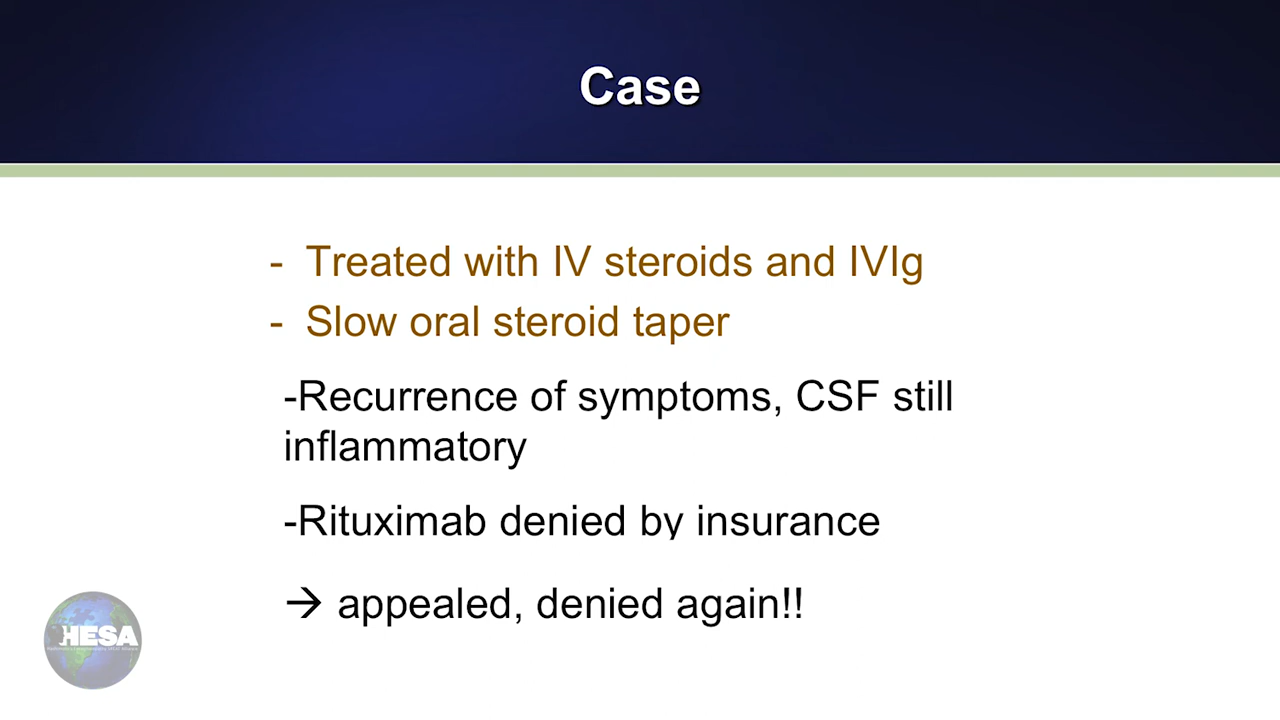 Case
- Treated with IV steroids and IVIg
- Slow oral steroid taper
-Recurrence of symptoms, CSF still
inflammatory
-Rituximab denied by insurance
→ appealed, denied again!!
HESA